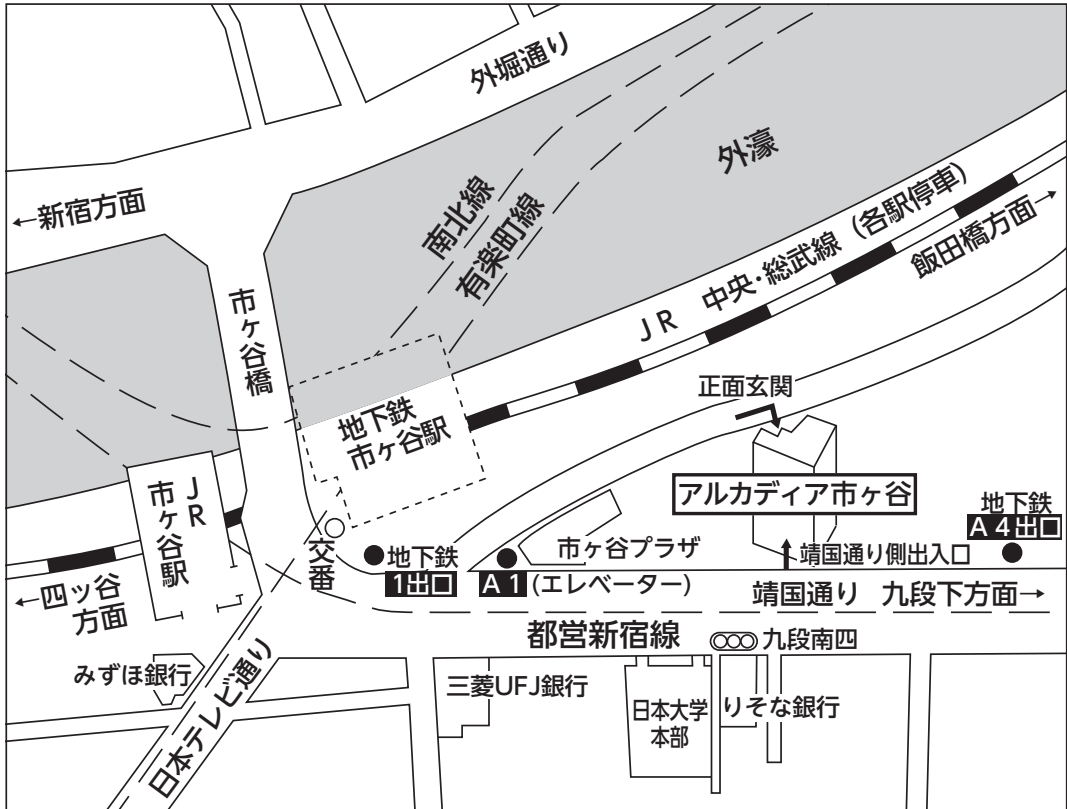 外堀通り
外濠
←新宿方面
南北線
有楽町線
JR 中央・総武線（各駅停車）
飯田橋方面→
市ヶ谷橋
正面玄関
地下鉄
市ヶ谷駅
アルカディア市ヶ谷
JR
市ヶ谷駅
地下鉄
A4出口
交番
地下鉄
1出口
A1(エレベーター)
市ヶ谷プラザ
靖国通り側出入口
←四ッ谷
方面
靖国通り 九段下方面→
都営新宿線
九段南四
みずほ銀行
日本テレビ通り
三菱UFJ銀行
日本大学
本部
りそな銀行